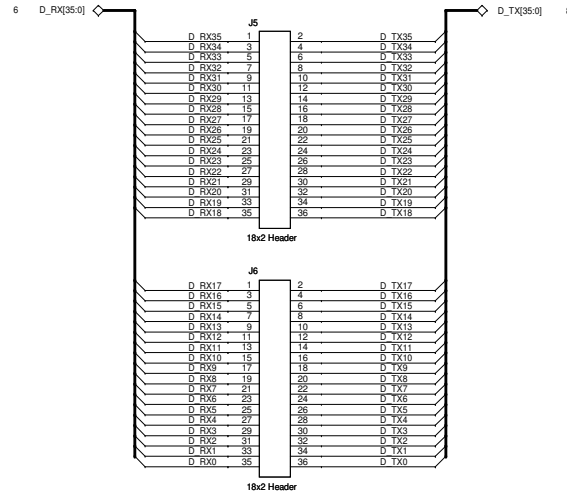 6 D_RX[35:0] D_TX[35:0]
J5
D_RX35 1 2 D_TX35
D_RX34 3 4 D_TX34
D_RX33 5 6 D_TX33
D_RX32 7 8 D_TX32
D_RX31 9 10 D_TX31
D_RX30 11 12 D_TX30
D_RX29 13 14 D_TX29
D_RX28 15 16 D_TX28
D_RX27 17 18 D_TX27
D_RX26 19 20 D_TX26
D_RX25 21 22 D_TX25
D_RX24 23 24 D_TX24
D_RX23 25 26 D_TX23
D_RX22 27 28 D_TX22
D_RX21 29 30 D_TX21
D_RX20 31 32 D_TX20
D_RX19 33 34 D_TX19
D_RX18 35 36 D_TX18
18x2 Header
J6
D_RX17 1 2 D_TX17
D_RX16 3 4 D_TX16
D_RX15 5 6 D_TX15
D_RX14 7 8 D_TX14
D_RX13 9 10 D_TX13
D_RX12 11 12 D_TX12
D_RX11 13 14 D_TX11
D_RX10 15 16 D_TX10
D_RX9 17 18 D_TX9
D_RX8 19 20 D_TX8
D_RX7 21 22 D_TX7
D_RX6 23 24 D_TX6
D_RX5 25 26 D_TX5
D_RX4 27 28 D_TX4
D_RX3 29 30 D_TX3
D_RX2 31 32 D_TX2
D_RX1 33 34 D_TX1
D_RX0 35 36 D_TX0
18x2 Header